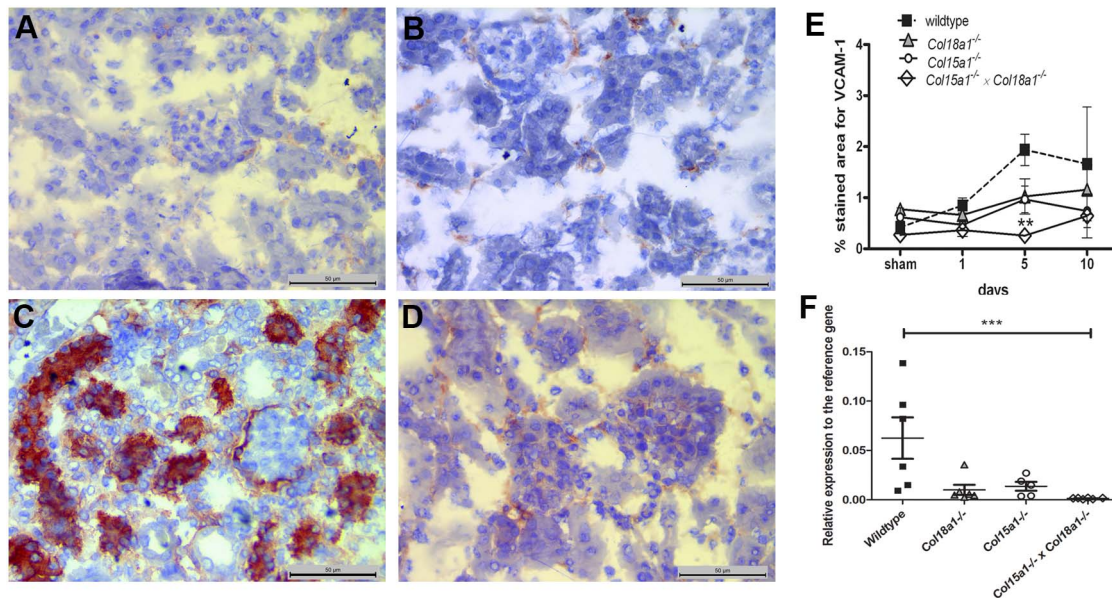 A
B
50 µm
50 µm
C
D
50 µm
50 µm
E
wildtype
Col18a1-/-
Col15a1-/-
Col15a1-/- x Col18a1-/-
% stained area for VCAM-1
4
3
2
1
0
**
sham 1 5 10
days
F
Relative expression to the reference gene
***
0.15
0.10
0.05
0.00
Wildtype
Col18a1-/-
Col15a1-/-
Col15a1-/- x Col18a1-/-